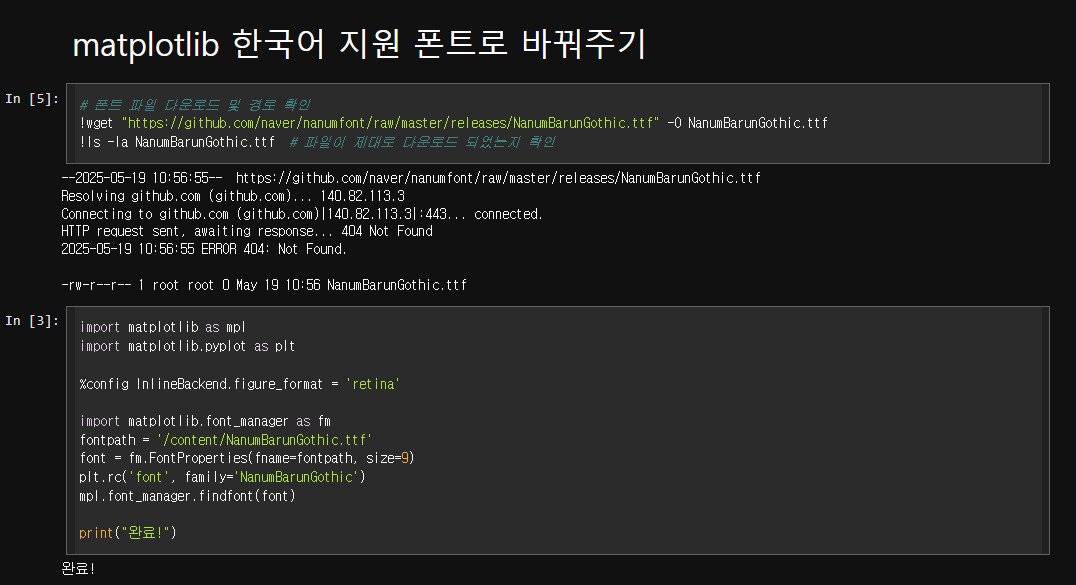 matplotlib 한국어 지원 폰트로 바꿔주기
In [5]:
# 폰트 파일 다운로드 및 경로 확인
!wget "https://github.com/naver/nanumfont/raw/master/releases/NanumBarunGothic.ttf" -O NanumBarunGothic.ttf
!ls -la NanumBarunGothic.ttf  # 파일이 제대로 다운로드 되었는지 확인
--2025-05-19 10:56:55--  https://github.com/naver/nanumfont/raw/master/releases/NanumBarunGothic.ttf
Resolving github.com (github.com)... 140.82.113.3
Connecting to github.com (github.com)|140.82.113.3|:443... connected.
HTTP request sent, awaiting response... 404 Not Found
2025-05-19 10:56:55 ERROR 404: Not Found.
-rw-r--r-- 1 root root 0 May 19 10:56 NanumBarunGothic.ttf
In [3]:
import matplotlib as mpl
import matplotlib.pyplot as plt
%config InlineBackend.figure_format = 'retina'
import matplotlib.font_manager as fm
fontpath = '/content/NanumBarunGothic.ttf'
font = fm.FontProperties(fname=fontpath, size=9)
plt.rc('font', family='NanumBarunGothic')
mpl.font_manager.findfont(font)
print("완료!")
완료!